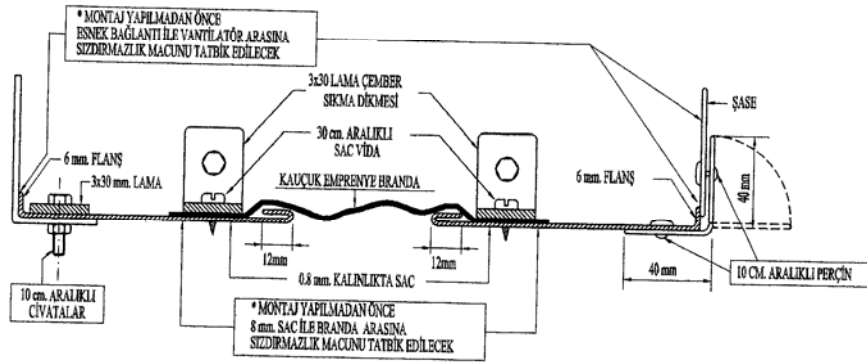 * MONTAJ YAPILMADAN ÖNCE
ESNEK BAĞLANTI İLE VANTİLATÖR ARASINA
SIZDIRMAZLIK MACUNU TATBİK EDİLECEK
3x30 LAMA ÇEMBER
SIKMA DİKMESİ
ŞASE
30 cm. ARALIKLI
SAC VİDA
6 mm. FLANŞ
3x30 mm. LAMA
KAUÇUK EMPRENYE BRANDA
6 mm. FLANŞ
40 mm
12mm
12mm
0.8 mm. KALINLIKTA SAC
40 mm
10 CM. ARALIKLI PERÇİN
10 cm. ARALIKLI
CİVATALAR
* MONTAJ YAPILMADAN ÖNCE
8 mm. SAC İLE BRANDA ARASINA
SIZDIRMAZLIK MACUNU TATBİK EDİLECEK